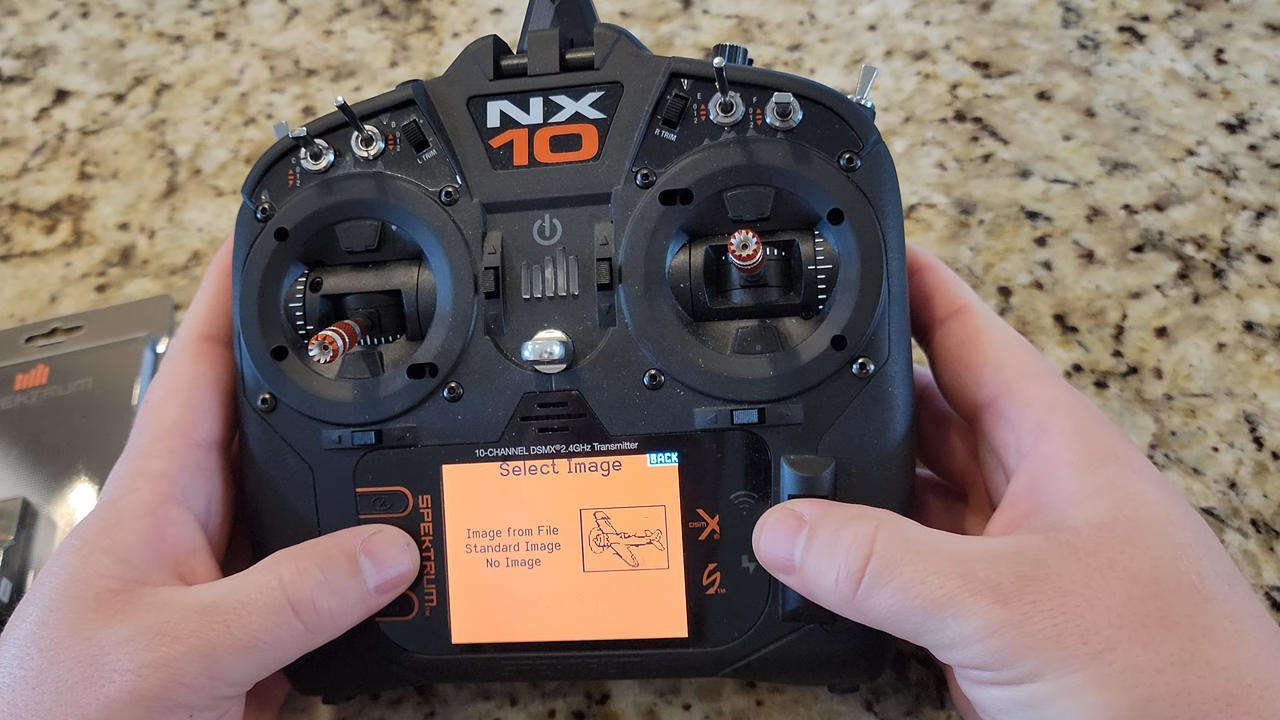 NX
10
D
E
F
L TRIM
R TRIM
10-CHANNEL DSMX® 2.4GHz Transmitter
Select Image
BACK
Image from File
Standard Image
No Image
SPEKTRUM
DSMX